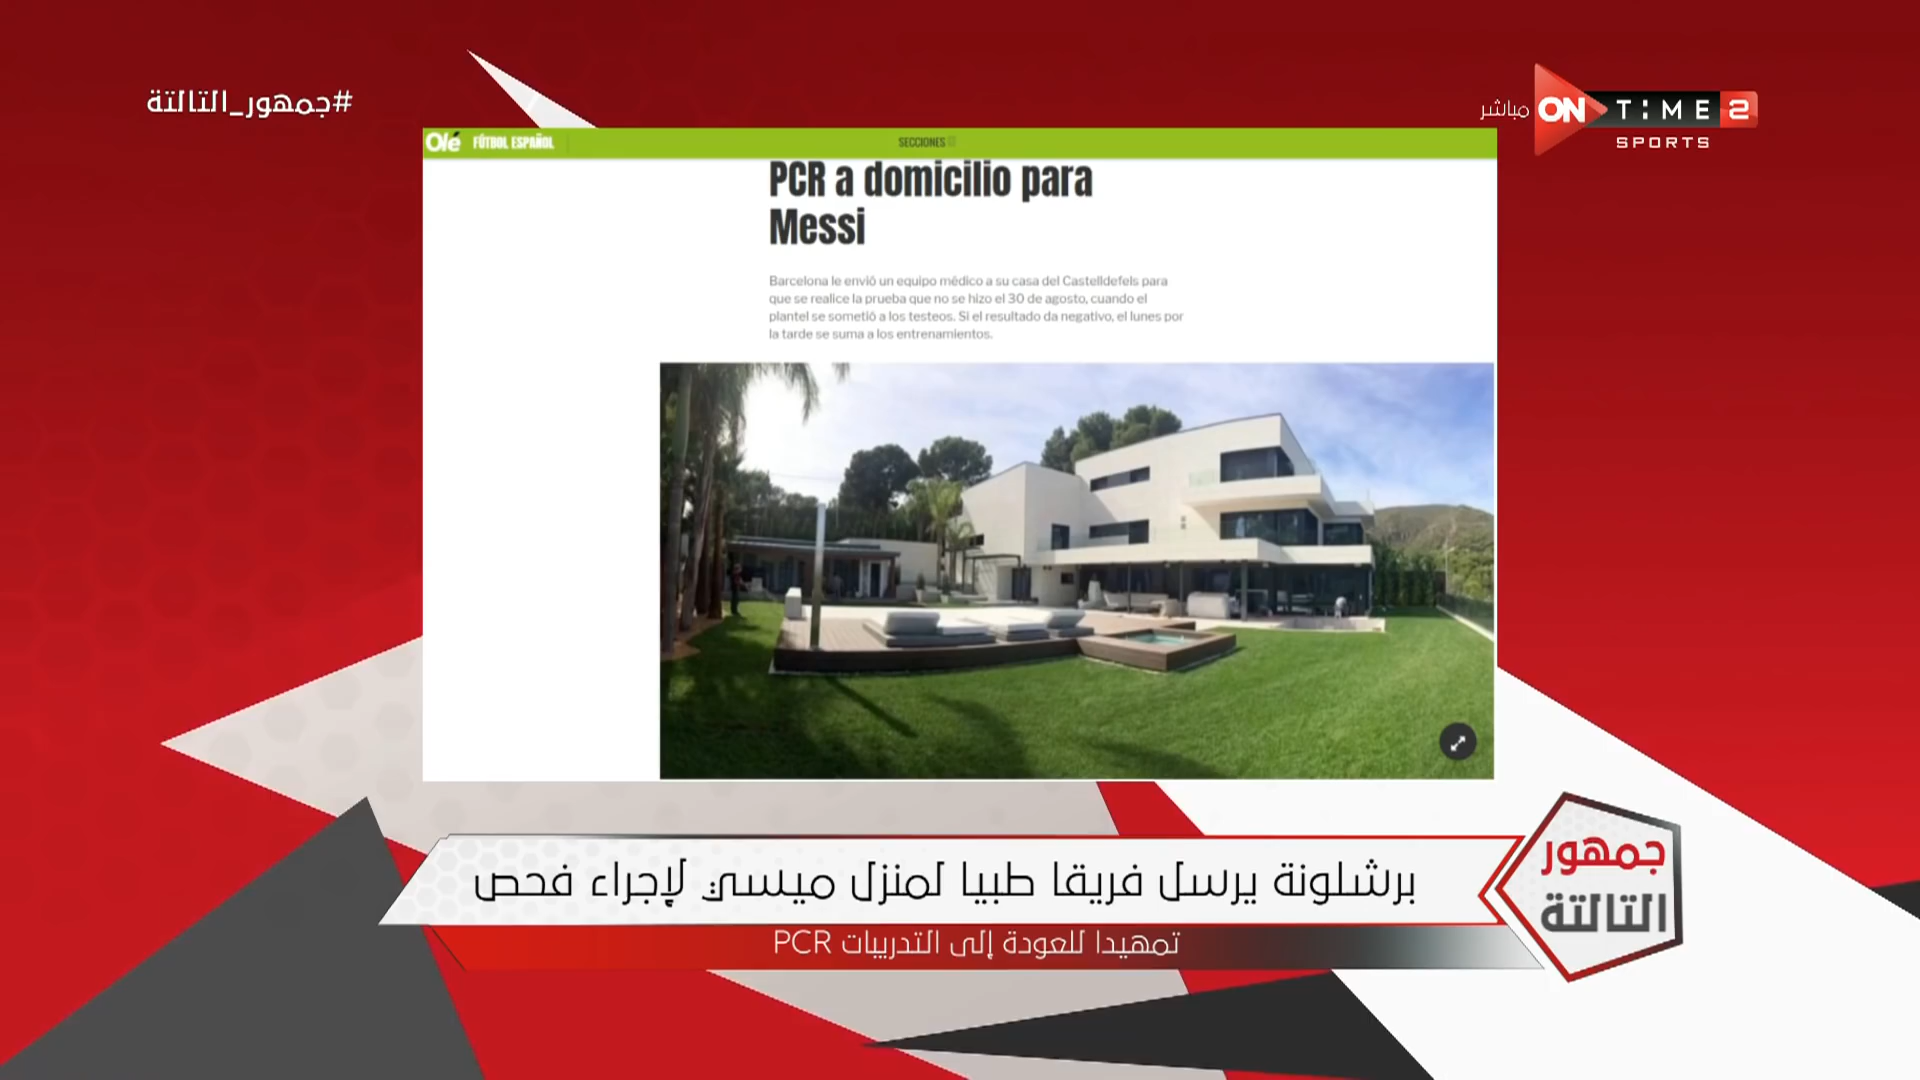 #جمهور_التالتة
مباشر
ON TIME 2
SPORTS
Olé FÚTBOL ESPAÑOL
SECCIONES
PCR a domicilio para
Messi
Barcelona le envió un equipo médico a su casa del Castelldefels para
que se realice la prueba que no se hizo el 30 de agosto, cuando el
plantel se sometió a los testeos. Si el resultado da negativo, el lunes por
la tarde se suma a los entrenamientos.
جمهور
التالتة
برشلونة يرسل فريقا طبيا لمنزل ميسي لإجراء فحص
تمهيدا للعودة إلى التدريبات PCR